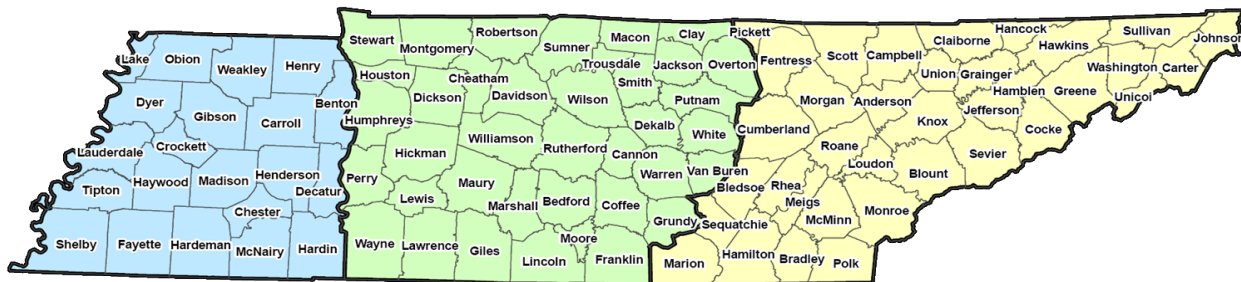 Lake
Obion
Weakley
Henry
Dyer
Gibson
Carroll
Benton
Lauderdale
Crockett
Tipton
Haywood
Madison
Henderson
Decatur
Chester
Shelby
Fayette
Hardeman
McNairy
Hardin
Stewart
Montgomery
Robertson
Sumner
Macon
Clay
Pickett
Trousdale
Jackson
Overton
Houston
Cheatham
Smith
Dickson
Davidson
Wilson
Putnam
Humphreys
Dekalb
White
Williamson
Rutherford
Cannon
Hickman
Warren
Van Buren
Perry
Maury
Lewis
Marshall
Bedford
Coffee
Grundy
Wayne
Lawrence
Giles
Moore
Lincoln
Franklin
Fentress
Scott
Campbell
Claiborne
Hancock
Hawkins
Sullivan
Johnson
Union
Grainger
Washington
Carter
Morgan
Anderson
Hamblen
Greene
Unicoi
Jefferson
Cumberland
Knox
Cocke
Roane
Loudon
Sevier
Blount
Bledsoe
Rhea
Meigs
McMinn
Monroe
Sequatchie
Marion
Hamilton
Bradley
Polk